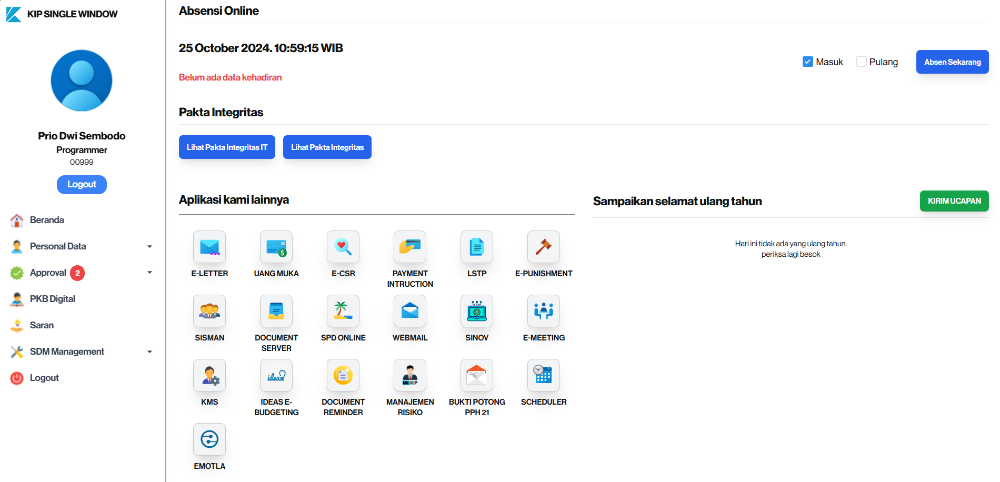 KIP SINGLE WINDOW
Prio Dwi Sembodo
Programmer
00999
Logout
Beranda
Personal Data
Approval 2
PKB Digital
Saran
SDM Management
Logout
Absensi Online
25 October 2024. 10:59:15 WIB
Belum ada data kehadiran
Masuk Pulang Absen Sekarang
Pakta Integritas
Lihat Pakta Integritas IT Lihat Pakta Integritas
Aplikasi kami lainnya
E-LETTER UANG MUKA E-CSR PAYMENT LSTP E-PUNISHMENT
INTRUCTION
SISMAN DOCUMENT SPD ONLINE WEBMAIL SINOV E-MEETING
SERVER
ideas
Mr. KIP
KMS IDEAS E- DOCUMENT MANAJEMEN BUKTI POTONG SCHEDULER
BUDGETING REMINDER RISIKO PPH 21
EMOTLA
Sampaikan selamat ulang tahun KIRIM UCAPAN
Hari ini tidak ada yang ulang tahun.
periksa lagi besok